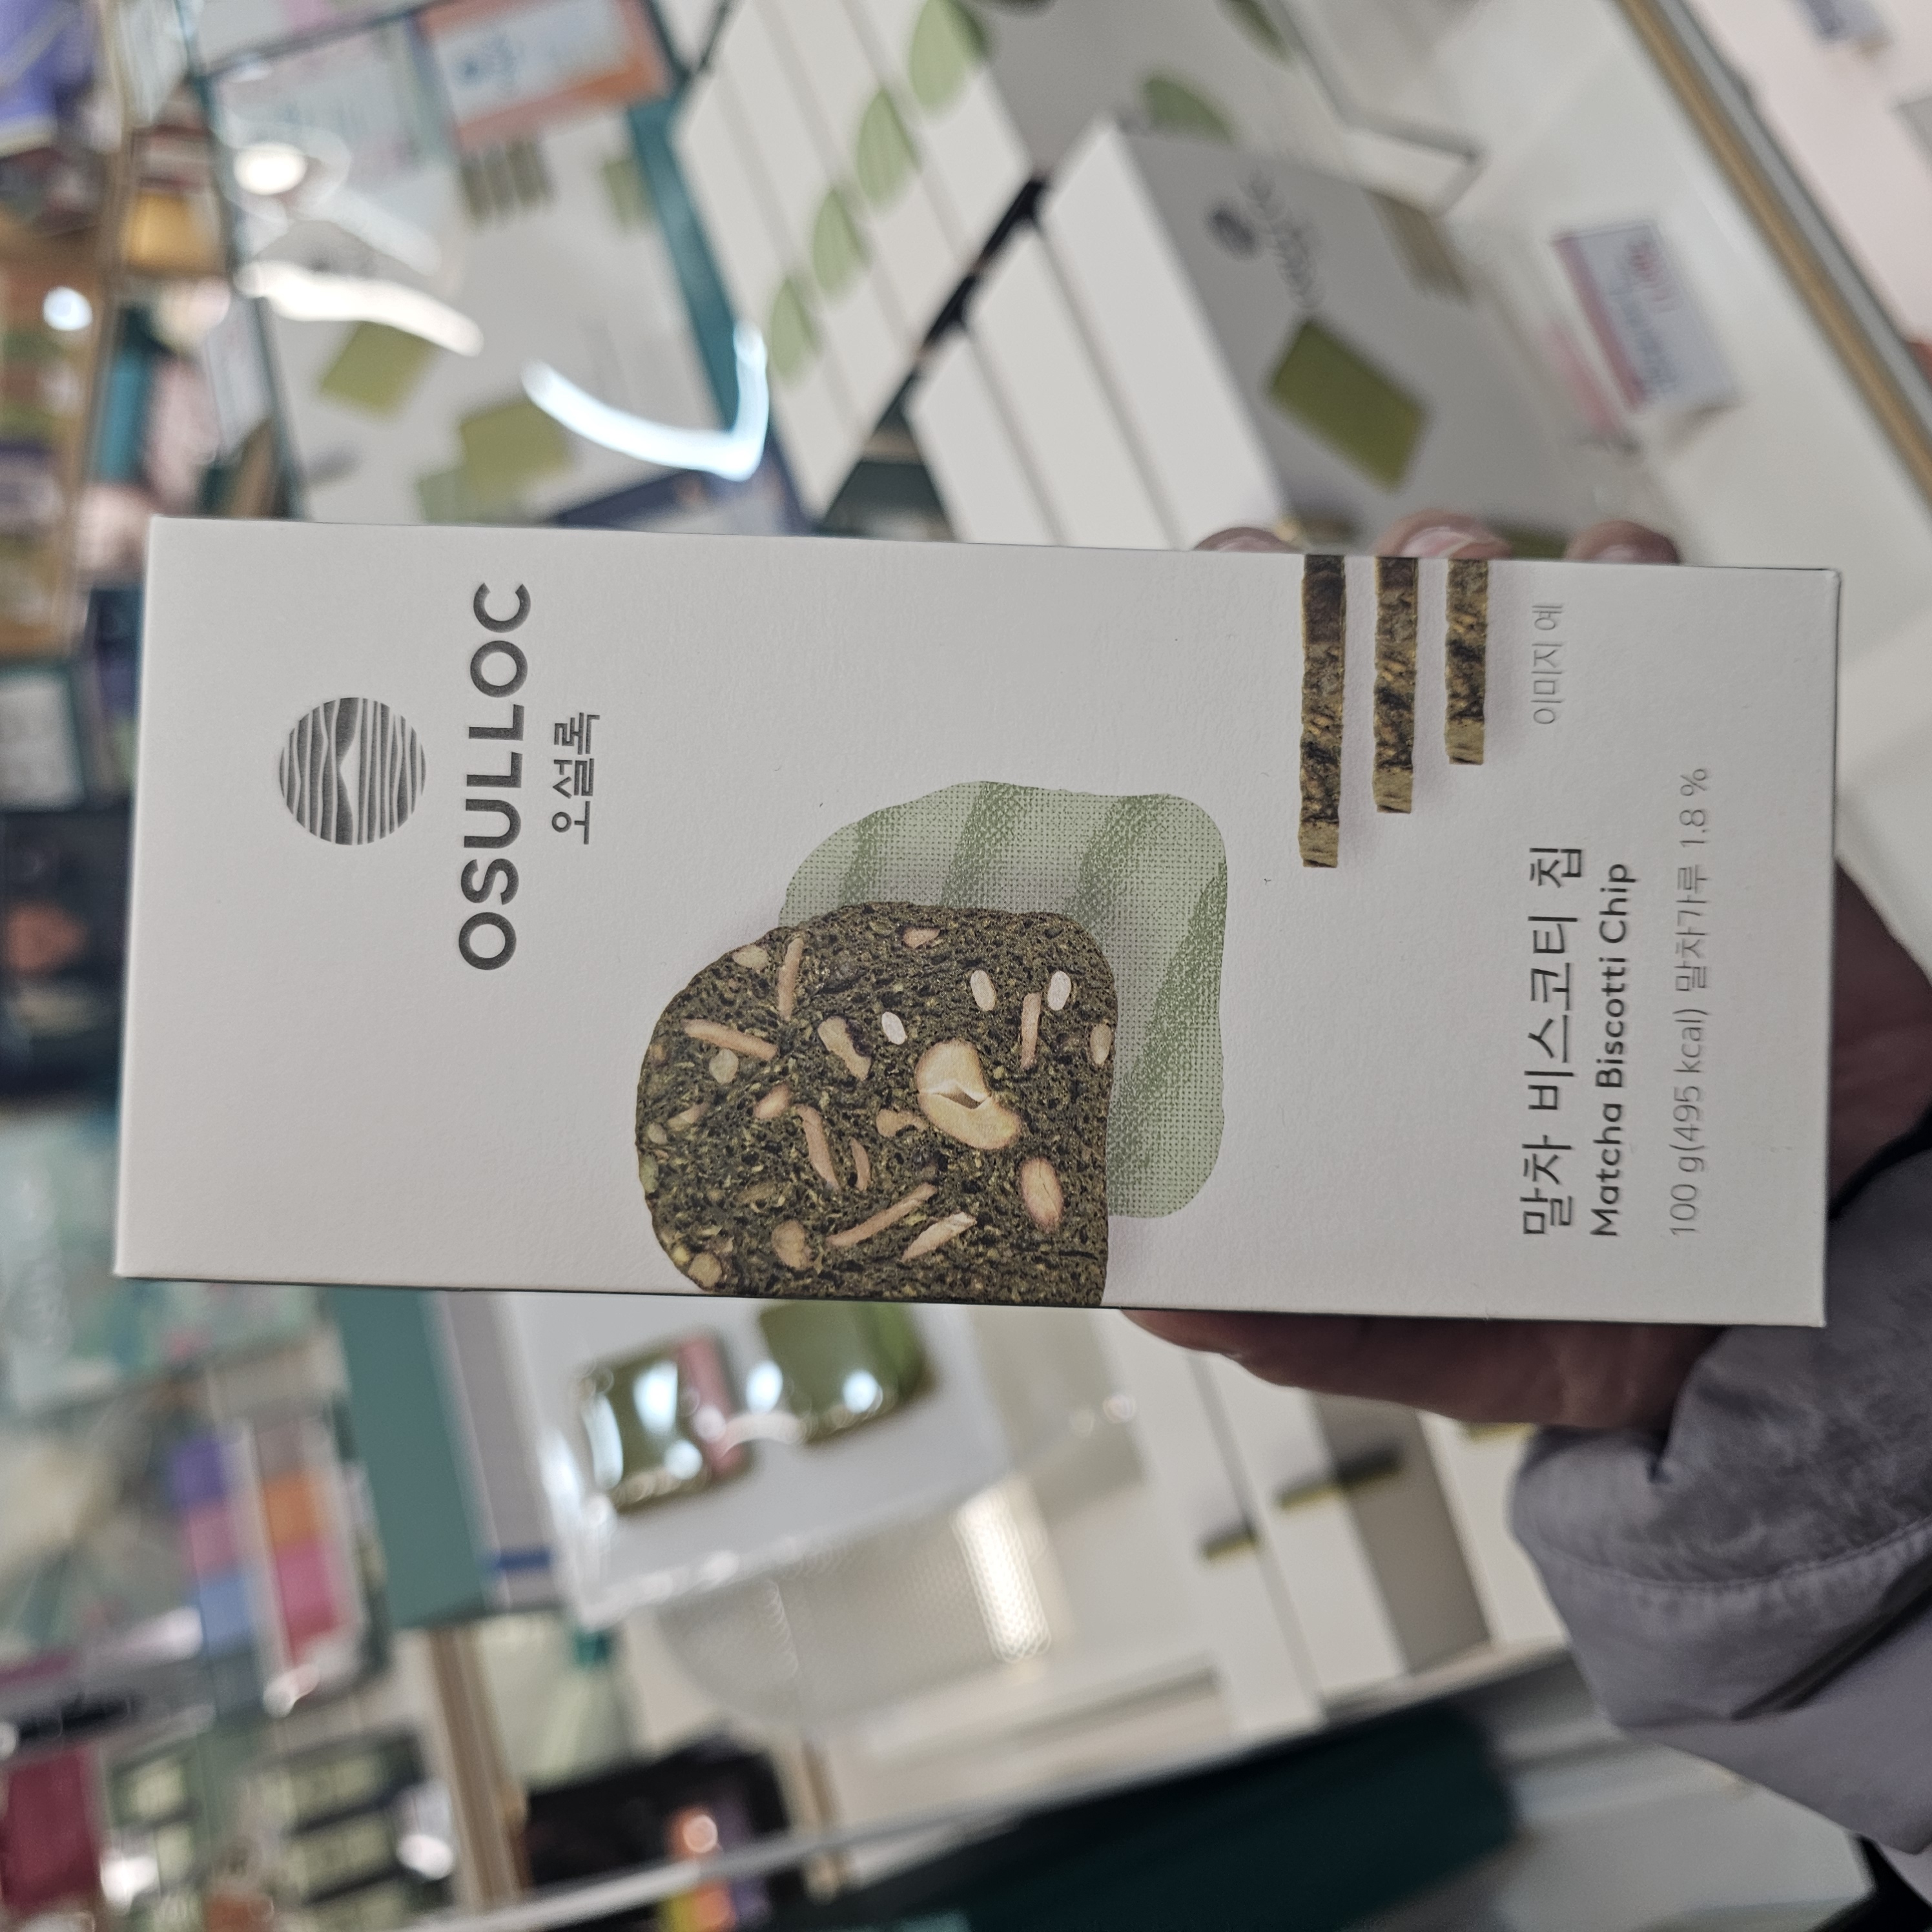 OSULLOC
오설록
이미지 예
말차 비스코티 칩
Matcha Biscotti Chip
100 g(495 kcal) 말차가루 1.8 %